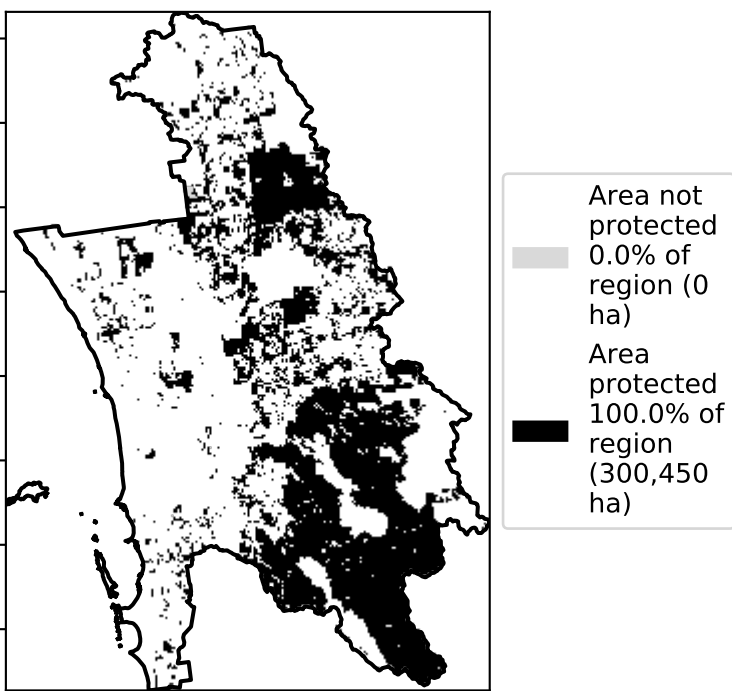 Area not
protected
0.0% of
region (0
ha)
Area
protected
100.0% of
region
(300,450
ha)